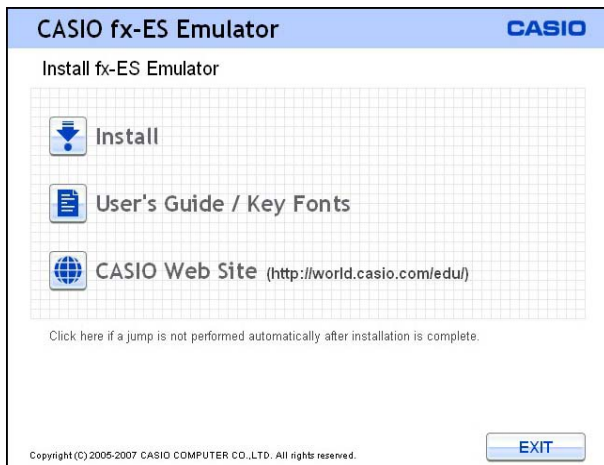 CASIO fx-ES Emulator
CASIO
Install fx-ES Emulator
Install
User's Guide / Key Fonts
CASIO Web Site (http://world.casio.com/edu/)
Click here if a jump is not performed automatically after installation is complete.
EXIT
Copyright (C) 2005-2007 CASIO COMPUTER CO.,LTD. All rights reserved.